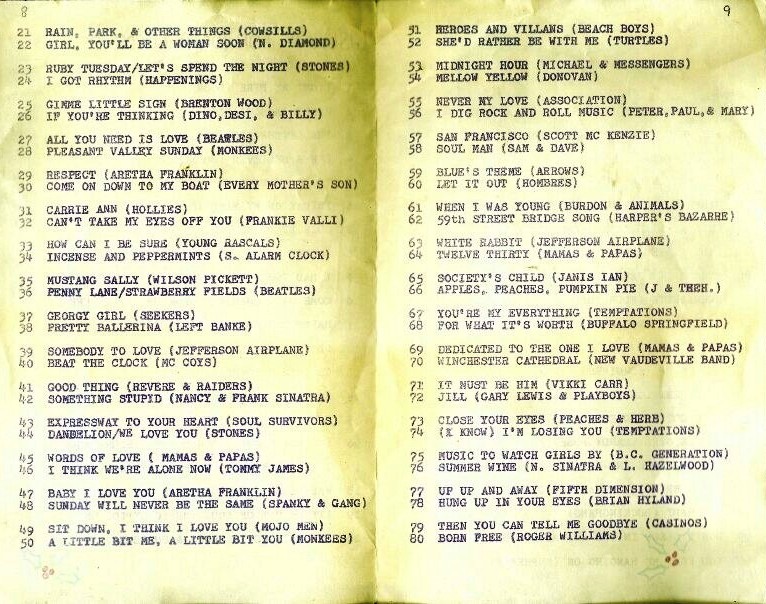 8
21 RAIN, PARK, & OTHER THINGS (COWSILLS)
22 GIRL, YOU'LL BE A WOMAN SOON (N. DIAMOND)
23 RUBY TUESDAY/LET'S SPEND THE NIGHT (STONES)
24 I GOT RHYTHM (HAPPENINGS)
25 GIMME LITTLE SIGN (BRENTON WOOD)
26 IF YOU'RE THINKING (DINO, DESI, & BILLY)
27 ALL YOU NEED IS LOVE (BEATLES)
28 PLEASANT VALLEY SUNDAY (MONKEES)
29 RESPECT (ARETHA FRANKLIN)
30 COME ON DOWN TO MY BOAT (EVERY MOTHER'S SON)
31 CARRIE ANN (HOLLIES)
32 CAN'T TAKE MY EYES OFF YOU (FRANKIE VALLI)
33 HOW CAN I BE SURE (YOUNG RASCALS)
34 INCENSE AND PEPPERMINTS (S. ALARM CLOCK)
35 MUSTANG SALLY (WILSON PICKETT)
36 PENNY LANE/STRAWBERRY FIELDS (BEATLES)
37 GEORGY GIRL (SEEKERS)
38 PRETTY BALLERINA (LEFT BANKE)
39 SOMEBODY TO LOVE (JEFFERSON AIRPLANE)
40 BEAT THE CLOCK (MC COYS)
41 GOOD THING (REVERE & RAIDERS)
42 SOMETHING STUPID (NANCY & FRANK SINATRA)
43 EXPRESSWAY TO YOUR HEART (SOUL SURVIVORS)
44 DANDELION/WE LOVE YOU (STONES)
45 WORDS OF LOVE ( MAMAS & PAPAS)
46 I THINK WE'RE ALONE NOW (TOMMY JAMES)
47 BABY I LOVE YOU (ARETHA FRANKLIN)
48 SUNDAY WILL NEVER BE THE SAME (SPANKY & GANG)
49 SIT DOWN, I THINK I LOVE YOU (MOJO MEN)
50 A LITTLE BIT ME, A LITTLE BIT YOU (MONKEES)
9
51 HEROES AND VILLANS (BEACH BOYS)
52 SHE'D RATHER BE WITH ME (TURTLES)
53 MIDNIGHT HOUR (MICHAEL & MESSENGERS)
54 MELLOW YELLOW (DONOVAN)
55 NEVER MY LOVE (ASSOCIATION)
56 I DIG ROCK AND ROLL MUSIC (PETER, PAUL, & MARY)
57 SAN FRANCISCO (SCOTT MC KENZIE)
58 SOUL MAN (SAM & DAVE)
59 BLUE'S THEME (ARROWS)
60 LET IT OUT (HOMBRES)
61 WHEN I WAS YOUNG (BURDON & ANIMALS)
62 59th STREET BRIDGE SONG (HARPER'S BAZARRE)
63 WHITE RABBIT (JEFFERSON AIRPLANE)
64 TWELVE THIRTY (MAMAS & PAPAS)
65 SOCIETY'S CHILD (JANIS IAN)
66 APPLES, PEACHES, PUMPKIN PIE (J & THEH.)
67 YOU'RE MY EVERYTHING (TEMPTATIONS)
68 FOR WHAT IT'S WORTH (BUFFALO SPRINGFIELD)
69 DEDICATED TO THE ONE I LOVE (MAMAS & PAPAS)
70 WINCHESTER CATHEDRAL (NEW VAUDEVILLE BAND)
71 IT MUST BE HIM (VIKKI CARR)
72 JILL (GARY LEWIS & PLAYBOYS)
73 CLOSE YOUR EYES (PEACHES & HERB)
74 (I KNOW) I'M LOSING YOU (TEMPTATIONS)
75 MUSIC TO WATCH GIRLS BY (B.C. GENERATION)
76 SUMMER WINE (N. SINATRA & L. HAZELWOOD)
77 UP UP AND AWAY (FIFTH DIMENSION)
78 HUNG UP IN YOUR EYES (BRIAN HYLAND)
79 THEN YOU CAN TELL ME GOODBYE (CASINOS)
80 BORN FREE (ROGER WILLIAMS)